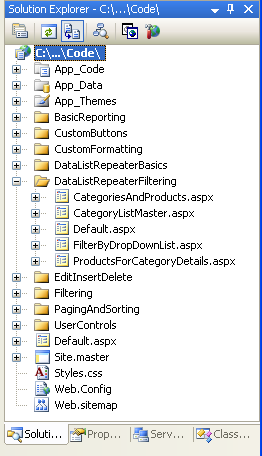 Solution Explorer - C:\...\Code\
C:\...\Code\
App_Code
App_Data
App_Themes
BasicReporting
CustomButtons
CustomFormatting
DataListRepeaterBasics
DataListRepeaterFiltering
CategoriesAndProducts.aspx
CategoryListMaster.aspx
Default.aspx
FilterByDropDownList.aspx
ProductsForCategoryDetails.aspx
EditInsertDelete
Filtering
PagingAndSorting
UserControls
Default.aspx
Site.master
Styles.css
Web.Config
Web.sitemap
Soluti... Prop... Serv... Class...